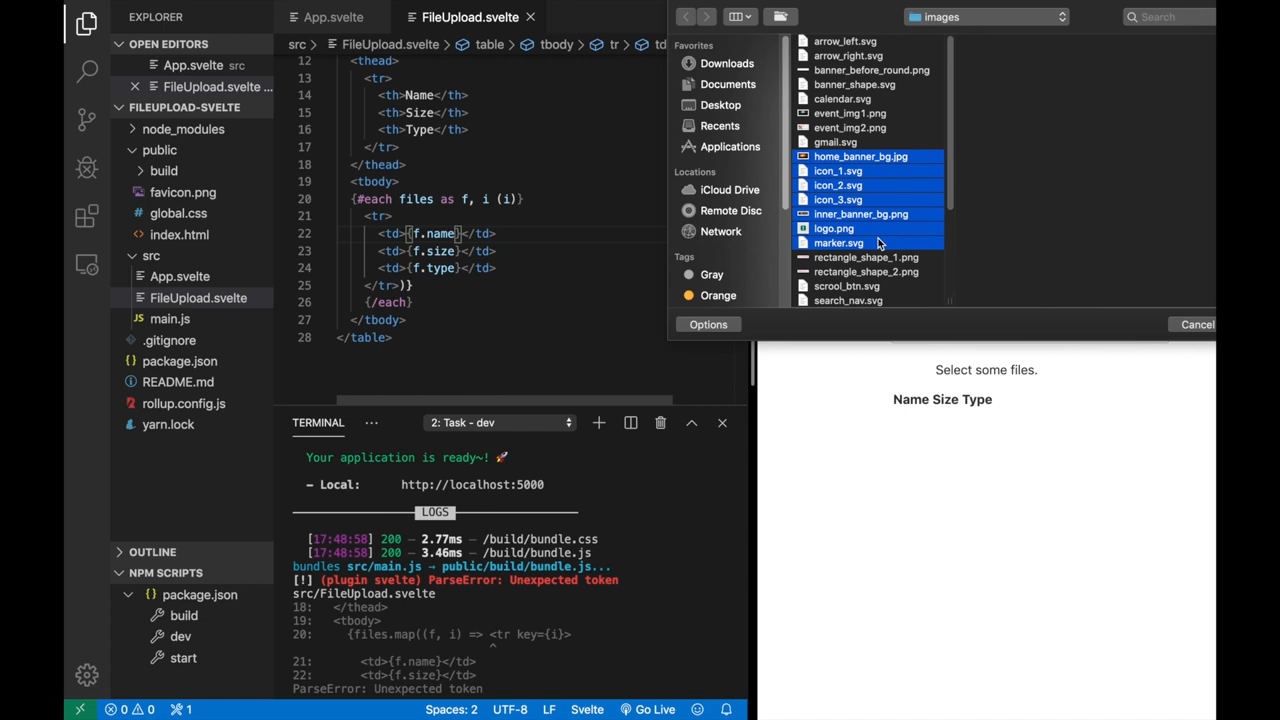 EXPLORER
OPEN EDITORS
App.svelte src
FileUpload.svelte ...
FILEUPLOAD-SVELTE
node_modules
public
build
favicon.png
global.css
index.html
src
App.svelte
FileUpload.svelte
JS main.js
.gitignore
{} package.json
README.md
rollup.config.js
yarn.lock
OUTLINE
NPM SCRIPTS
{} package.json
build
dev
start
App.svelte
FileUpload.svelte
src > FileUpload.svelte > table > tbody > tr > td
12 <thead>
13 <tr>
14 <th>Name</th>
15 <th>Size</th>
16 <th>Type</th>
17 </tr>
18 </thead>
19 <tbody>
20 {#each files as f, i (i)}
21 <tr>
22 <td>{f.name}</td>
23 <td>{f.size}</td>
24 <td>{f.type}</td>
25 </tr>)}
26 {/each}
27 </tbody>
28 </table>
TERMINAL ... 2: Task - dev
Your application is ready~! 🚀
– Local: http://localhost:5000
LOGS
[17:48:58] 200 – 2.77ms – /build/bundle.css
[17:48:58] 200 – 3.46ms – /build/bundle.js
bundles src/main.js → public/build/bundle.js...
[!] (plugin svelte) ParseError: Unexpected token
src/FileUpload.svelte
18: </thead>
19: <tbody>
20: {files.map((f, i) => <tr key={i}>
^
21: <td>{f.name}</td>
22: <td>{f.size}</td>
ParseError: Unexpected token
images
Search
Favorites
Downloads
Documents
Desktop
Recents
Applications
Locations
iCloud Drive
Remote Disc
Network
Tags
Gray
Orange
arrow_left.svg
arrow_right.svg
banner_before_round.png
banner_shape.svg
calendar.svg
event_img1.png
event_img2.png
gmail.svg
home_banner_bg.jpg
icon_1.svg
icon_2.svg
icon_3.svg
inner_banner_bg.png
logo.png
marker.svg
rectangle_shape_1.png
rectangle_shape_2.png
scrool_btn.svg
search_nav.svg
Options
Cancel
Select some files.
Name Size Type
0 0 1
Spaces: 2 UTF-8 LF Svelte Go Live